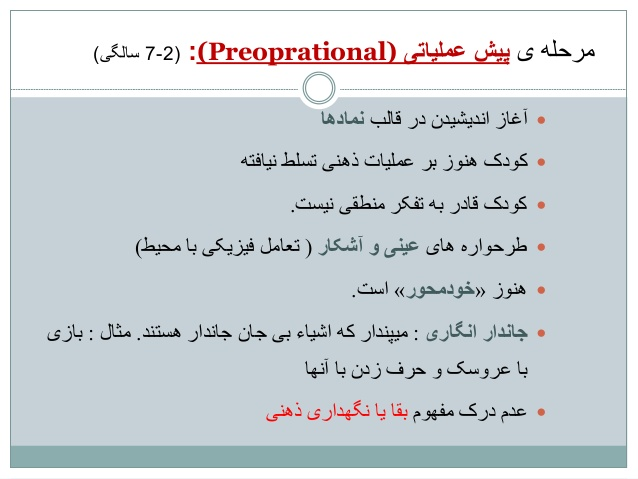 مرحله ی پیش عملیاتی (Preoprational): (2-7 سالگی)
آغاز اندیشیدن در قالب نمادها
کودک هنوز بر عملیات ذهنی تسلط نیافته
کودک قادر به تفکر منطقی نیست.
طرحواره های عینی و آشکار ( تعامل فیزیکی با محیط)
هنوز «خودمحور» است.
جاندار انگاری : میپندار که اشیاء بی جان جاندار هستند. مثال : بازی
با عروسک و حرف زدن با آنها
عدم درک مفهوم بقا یا نگهداری ذهنی